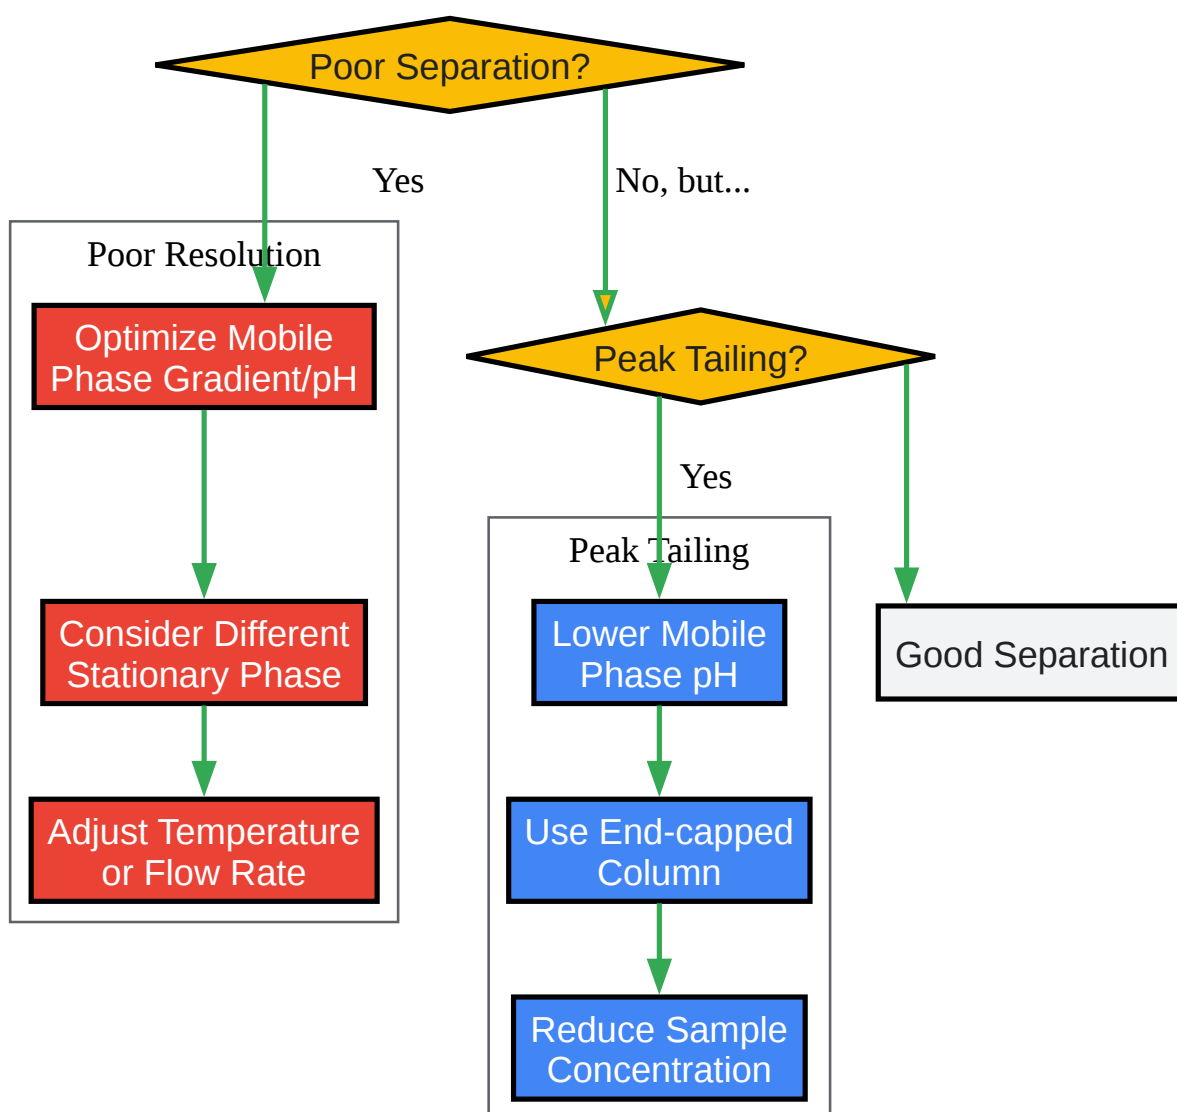 Poor Separation?
Yes
No, but...
Poor Resolution
Optimize Mobile
Phase Gradient/pH
Peak Tailing?
Yes
Peak Tailing
Consider Different
Stationary Phase
Lower Mobile
Phase pH
Good Separation
Adjust Temperature
or Flow Rate
Use End-capped
Column
Reduce Sample
Concentration